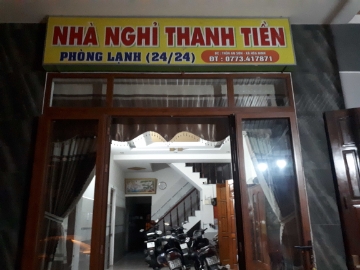 NHÀ NGHỈ THANH TIẾN
PHÒNG LẠNH (24/24)
ĐT : 0773.417871